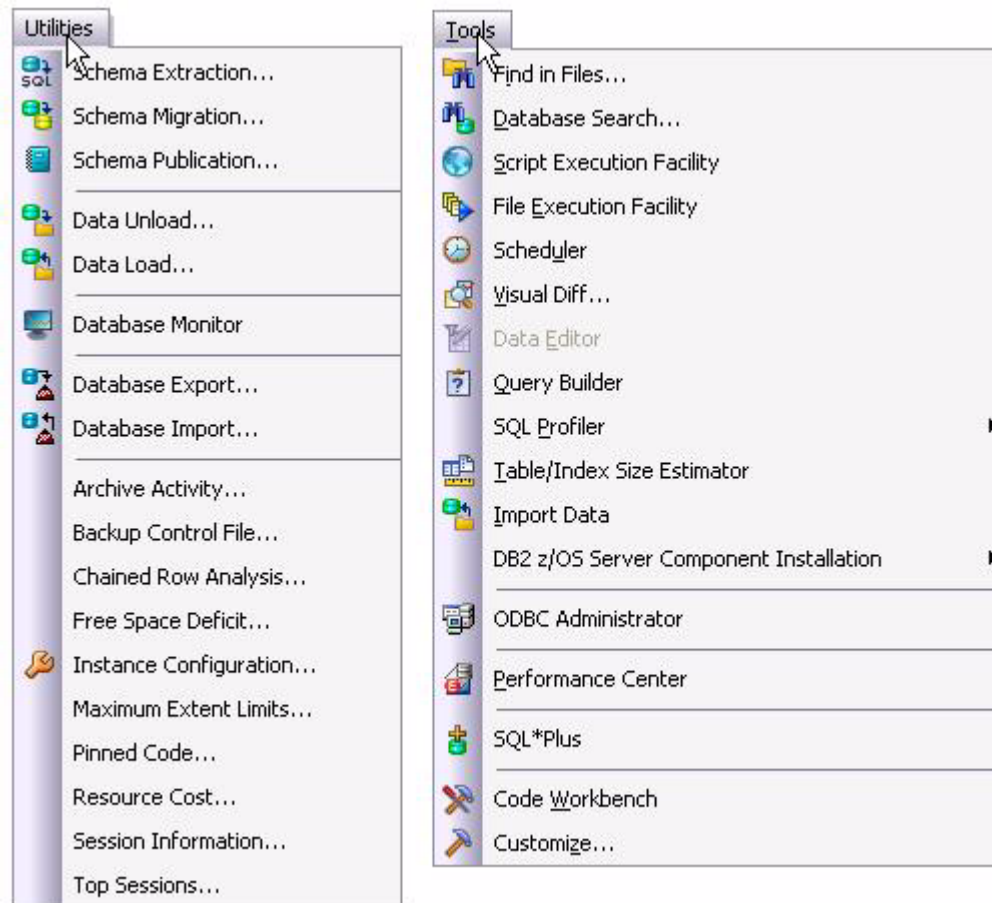 Utilities
SQL
Schema Extraction...
Schema Migration...
Schema Publication...
Data Unload...
Data Load...
Database Monitor
Database Export...
Database Import...
Archive Activity...
Backup Control File...
Chained Row Analysis...
Free Space Deficit...
Instance Configuration...
Maximum Extent Limits...
Pinned Code...
Resource Cost...
Session Information...
Top Sessions...
Tools
Find in Files...
Database Search...
Script Execution Facility
File Execution Facility
Scheduler
Visual Diff...
Data Editor
Query Builder
SQL Profiler
Table/Index Size Estimator
Import Data
DB2 z/OS Server Component Installation
ODBC Administrator
Performance Center
SQL*Plus
Code Workbench
Customize...